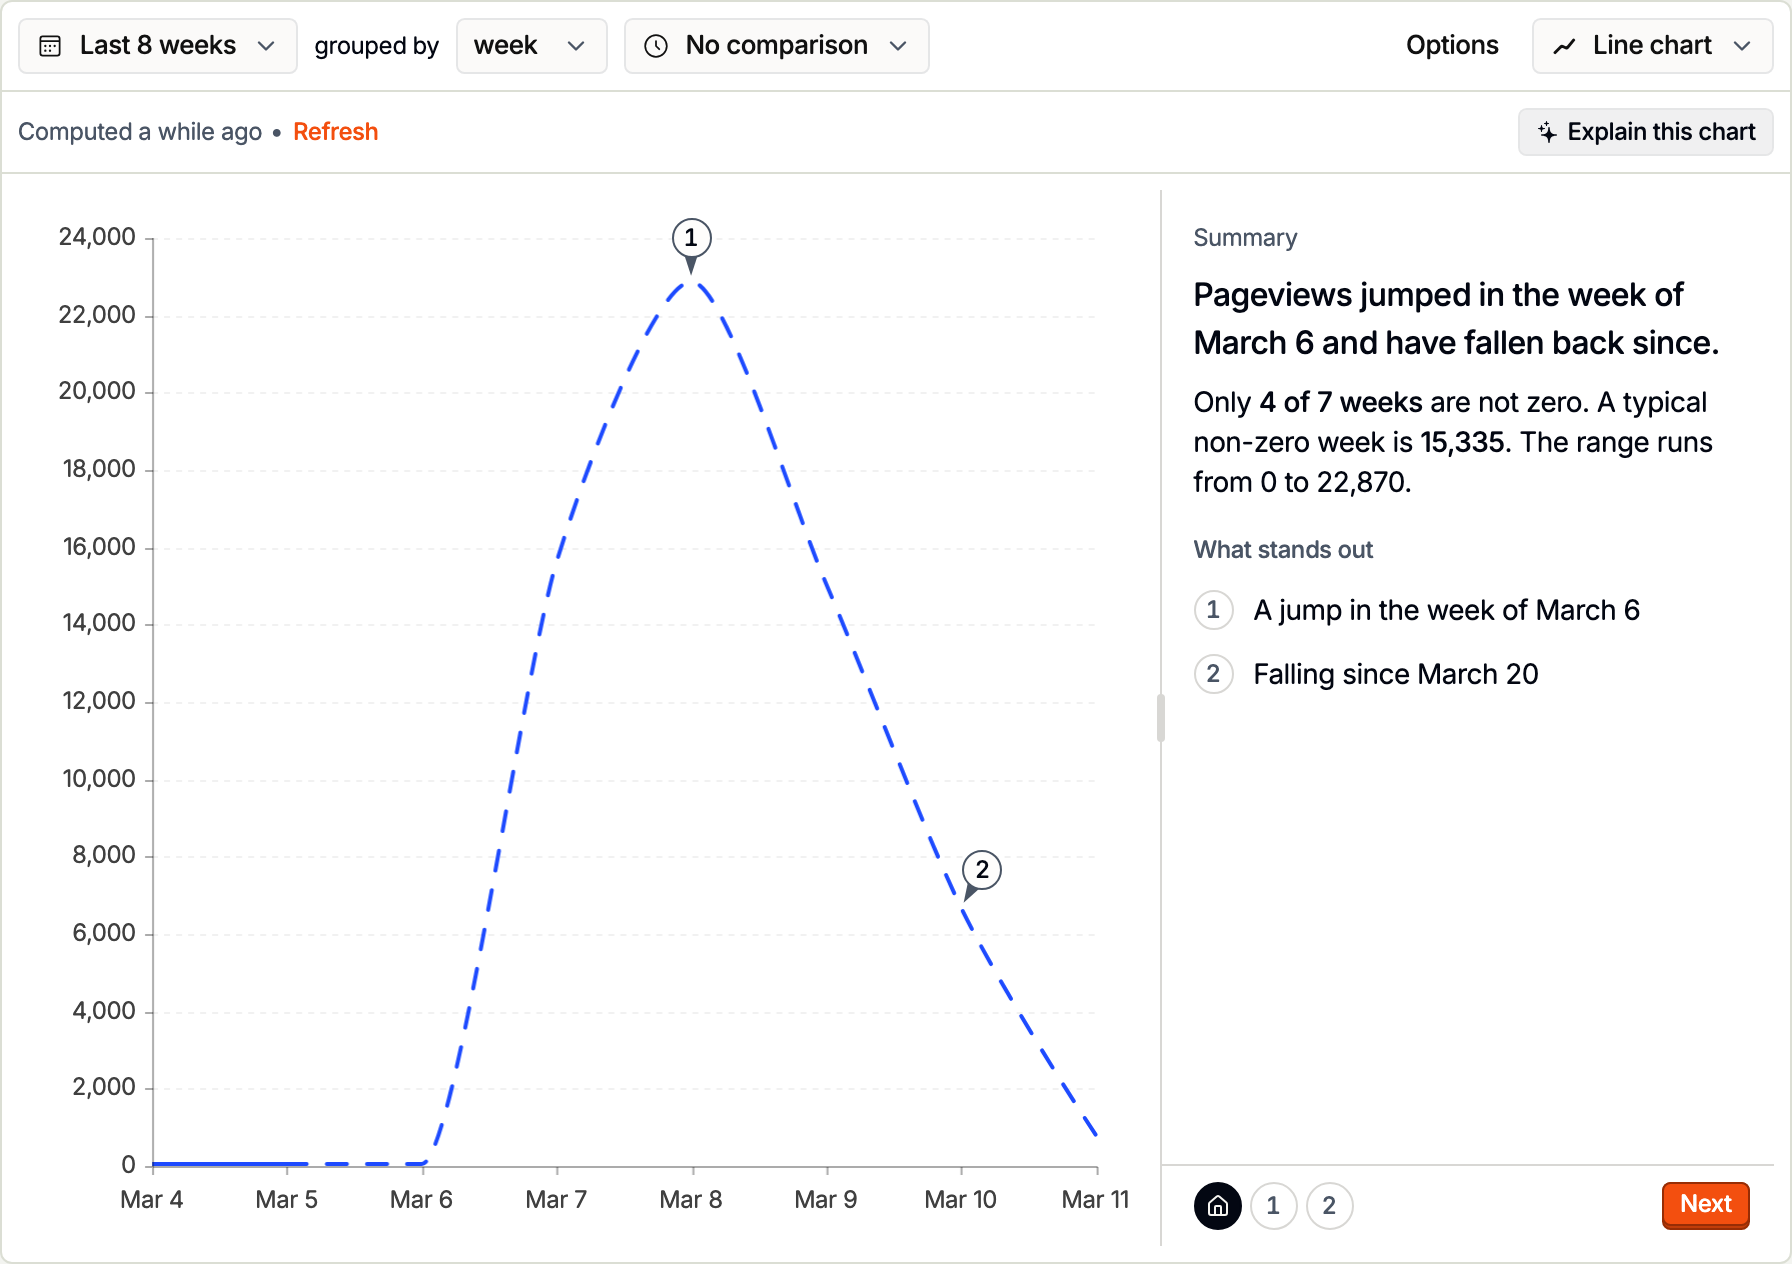 Last 8 weeks grouped by week No comparison Options Line chart
Computed a while ago • Refresh Explain this chart
24,000
22,000
20,000
18,000
16,000
14,000
12,000
10,000
8,000
6,000
4,000
2,000
0
Mar 4 Mar 5 Mar 6 Mar 7 Mar 8 Mar 9 Mar 10 Mar 11
1
2
Summary
Pageviews jumped in the week of
March 6 and have fallen back since.
Only 4 of 7 weeks are not zero. A typical
non-zero week is 15,335. The range runs
from 0 to 22,870.
What stands out
1 A jump in the week of March 6
2 Falling since March 20
1 2 Next